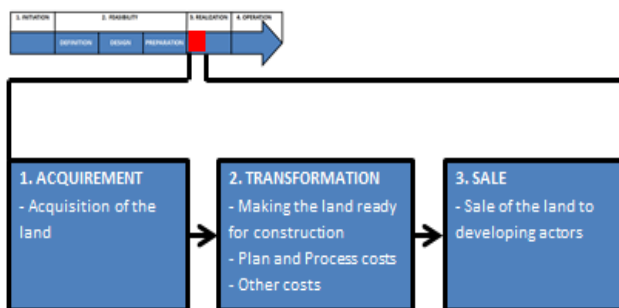 1. INITIATION 2. FEASIBILITY 3. REALIZATION 4. OPERATION
DEFINITION DESIGN PREPARATION
1. ACQUIREMENT
- Acquisition of the
land
2. TRANSFORMATION
- Making the land ready
for construction
- Plan and Process costs
- Other costs
3. SALE
- Sale of the land to
developing actors